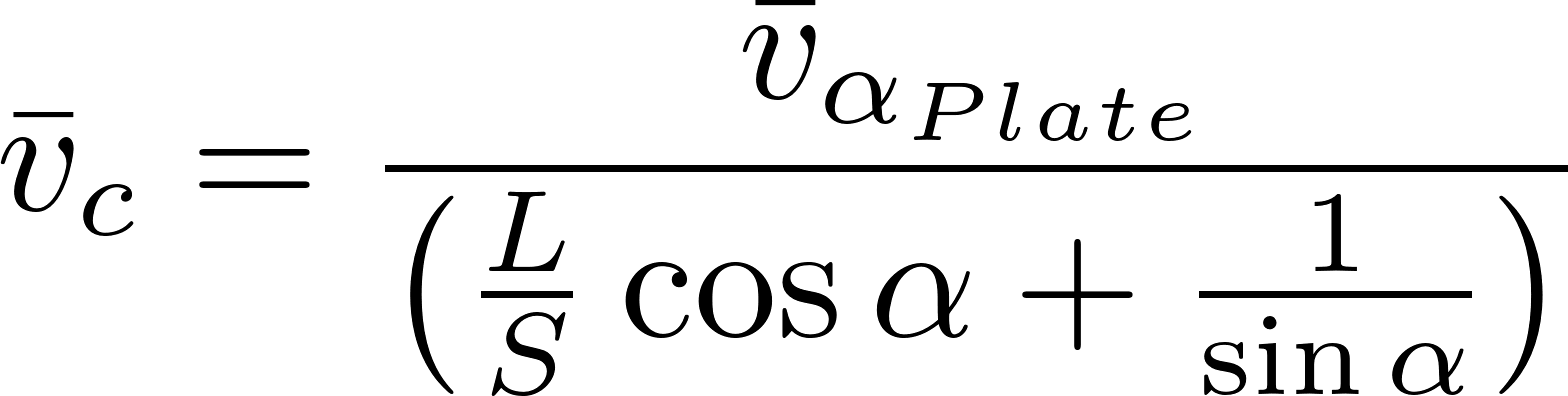 v̄_c = v̄_{α_{Plate}} / (L/S cos α + 1/sin α)